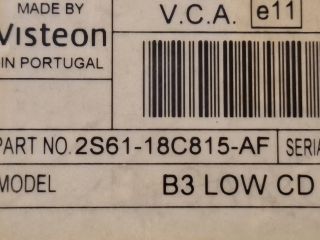 MADE BY
Visteon
IN PORTUGAL
V.C.A. e11
PART NO. 2S61-18C815-AF SERIA
MODEL B3 LOW CD